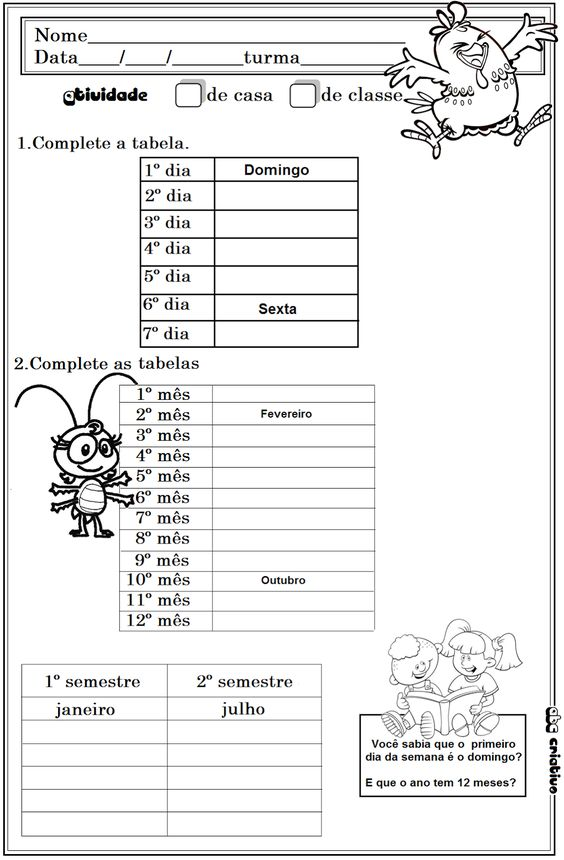 Nome______________________________
Data____/____/_______turma__________
atividade de casa de classe
1.Complete a tabela.
1º dia Domingo
2º dia
3º dia
4º dia
5º dia
6º dia Sexta
7º dia
2.Complete as tabelas
1º mês
2º mês Fevereiro
3º mês
4º mês
5º mês
6º mês
7º mês
8º mês
9º mês
10º mês Outubro
11º mês
12º mês
1º semestre 2º semestre
janeiro julho
Você sabia que o primeiro
dia da semana é o domingo?
E que o ano tem 12 meses?
abc criativo